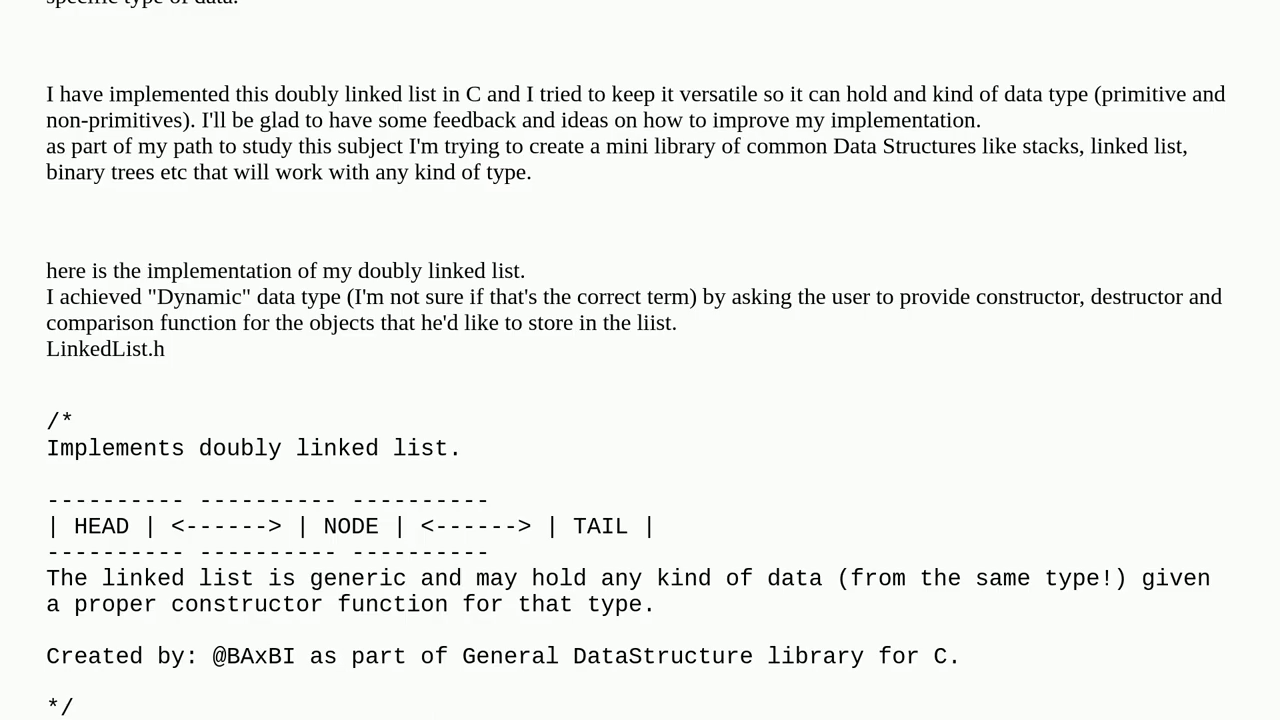 specific type of data.
I have implemented this doubly linked list in C and I tried to keep it versatile so it can hold and kind of data type (primitive and
non-primitives). I'll be glad to have some feedback and ideas on how to improve my implementation.
as part of my path to study this subject I'm trying to create a mini library of common Data Structures like stacks, linked list,
binary trees etc that will work with any kind of type.
here is the implementation of my doubly linked list.
I achieved "Dynamic" data type (I'm not sure if that's the correct term) by asking the user to provide constructor, destructor and
comparison function for the objects that he'd like to store in the liist.
LinkedList.h
/*
Implements doubly linked list.
---------- ---------- ----------
| HEAD | <------> | NODE | <------> | TAIL |
---------- ---------- ----------
The linked list is generic and may hold any kind of data (from the same type!) given
a proper constructor function for that type.
Created by: @BAxBI as part of General DataStructure library for C.
*/